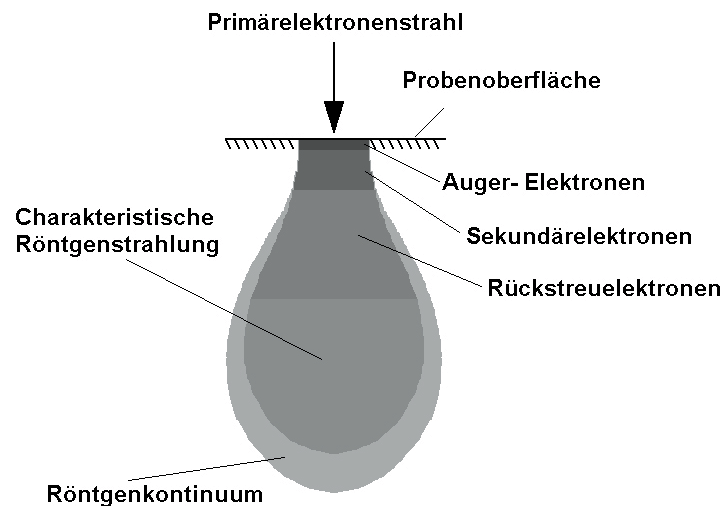 Primärelektronenstrahl
Probenoberfläche
Auger- Elektronen
Charakteristische
Röntgenstrahlung
Sekundärelektronen
Rückstreuelektronen
Röntgenkontinuum